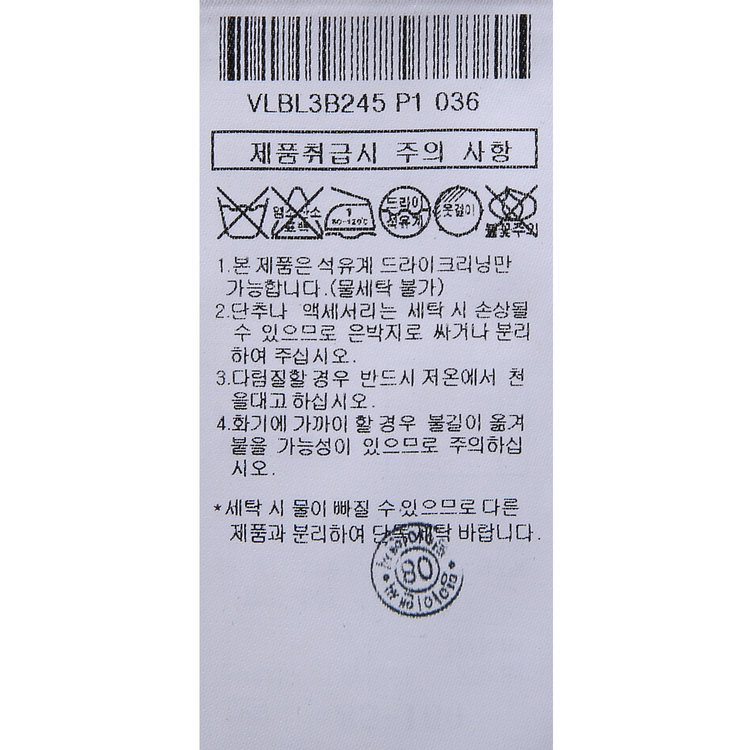 VLBL3B245 P1 036
제품취급시 주의 사항
염소산소
표백
1
80~120℃
드라이
석유계
옷걸이
불꽃주의
1.본 제품은 석유계 드라이크리닝만
가능합니다.(물세탁 불가)
2.단추나 액세서리는 세탁 시 손상될
수 있으므로 은박지로 싸거나 분리
하여 주십시오.
3.다림질할 경우 반드시 저온에서 천
을대고 하십시오.
4.화기에 가까이 할 경우 불길이 옮겨
붙을 가능성이 있으므로 주의하십
시오.
*세탁 시 물이 빠질 수있으므로 다른
제품과 분리하여 단독 세탁 바랍니다.
80